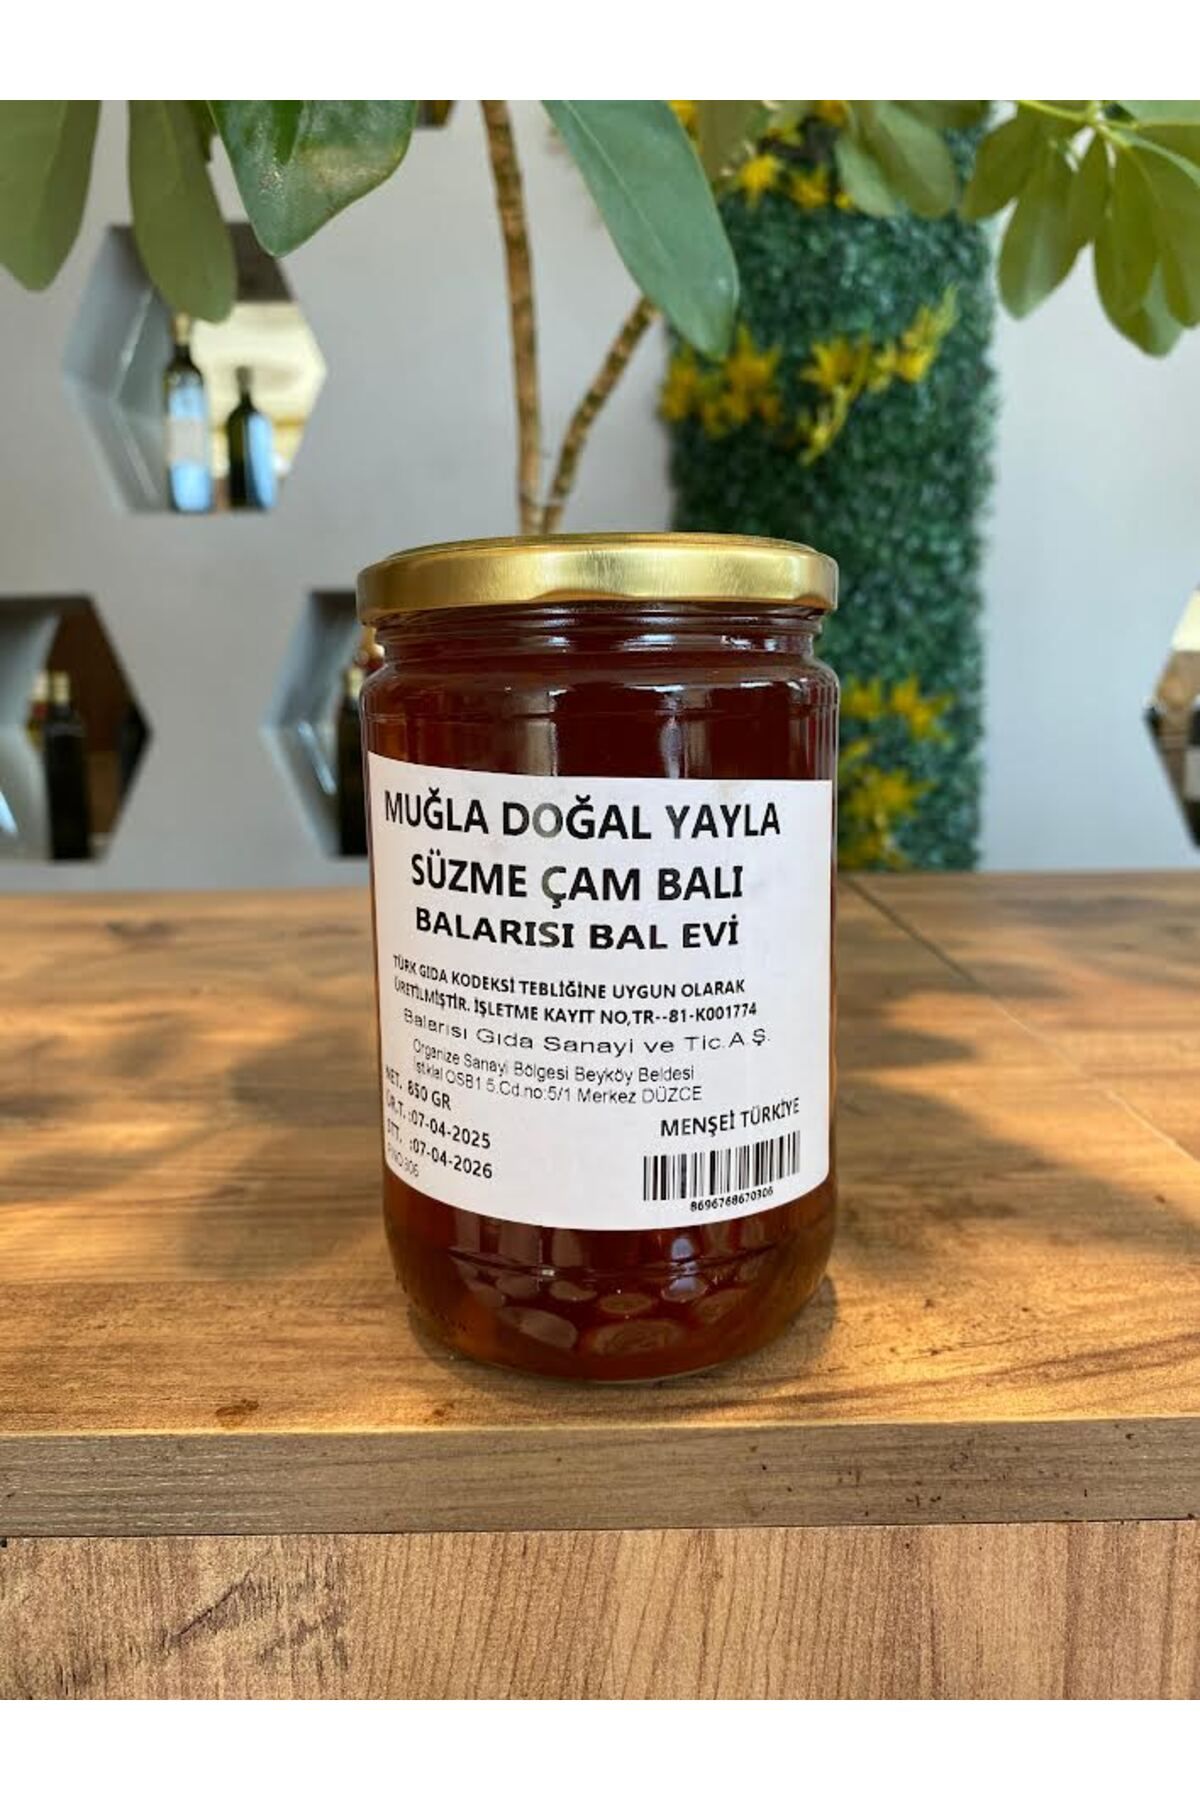 MUĞLA DOĞAL YAYLA
SÜZME ÇAM BALI
BALARISI BAL EVİ
TÜRK GIDA KODEKSİ TEBLİĞİNE UYGUN OLARAK
ÜRETİLMİŞTİR. İŞLETME KAYIT NO,TR--81-K001774
Balarısı Gıda Sanayi ve Tic.A.Ş.
Organize Sanayi Bölgesi Beyköy Beldesi
İstiklal OSB1 5.Cd.no:5/1 Merkez DÜZCE
NET. 850 GR
ÜR.T. :07-04-2025
STT. :07-04-2026
P.NO 306
MENŞEİ TÜRKİYE
8696768670306